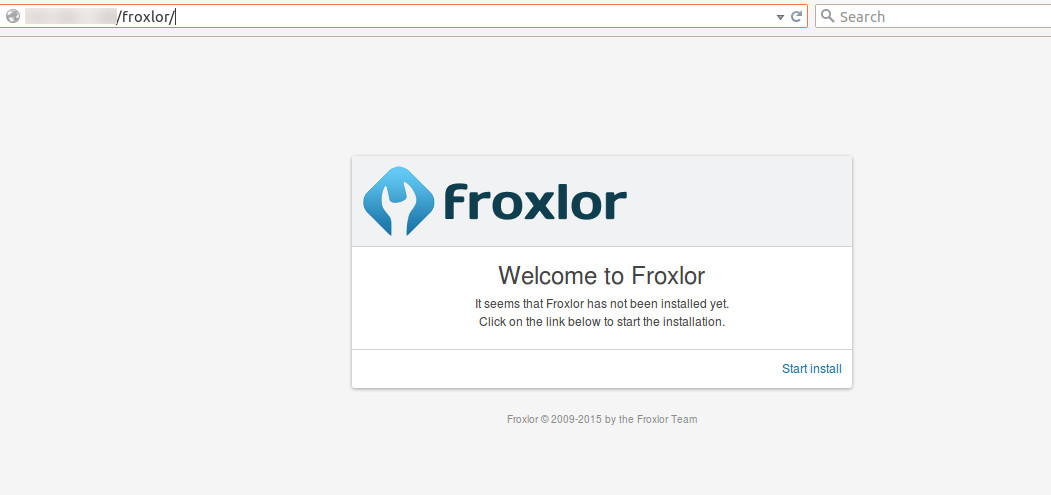 /froxlor/
Search
froxlor
Welcome to Froxlor
It seems that Froxlor has not been installed yet.
Click on the link below to start the installation.
Start install
Froxlor © 2009-2015 by the Froxlor Team